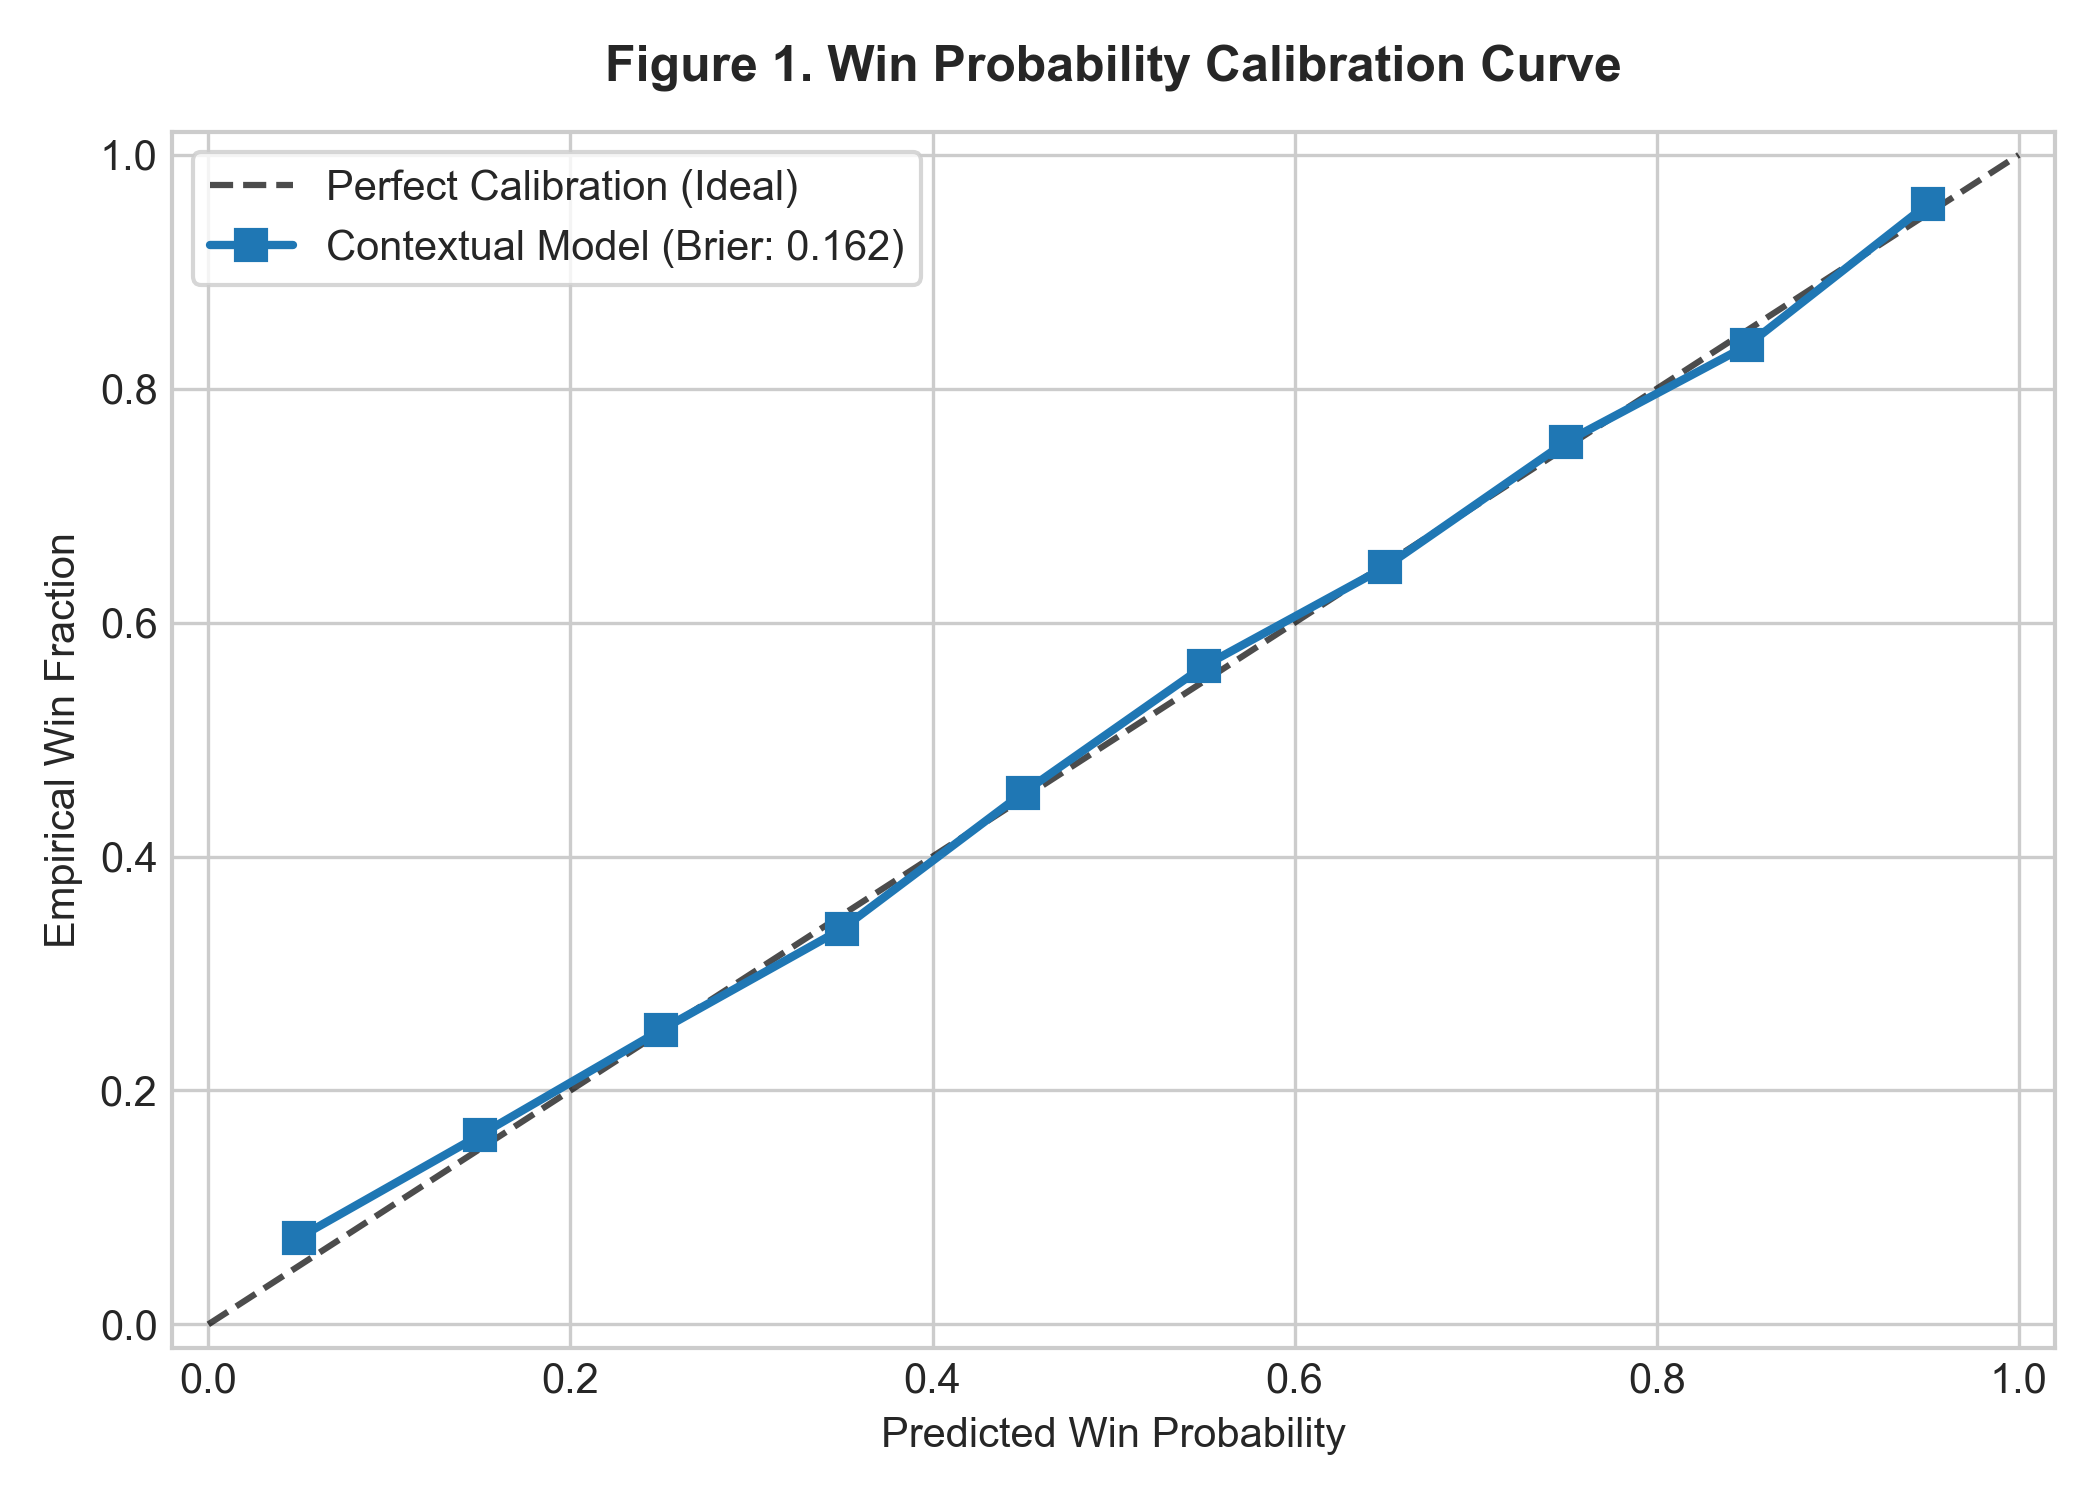 Figure 1. Win Probability Calibration Curve
Perfect Calibration (Ideal)
Contextual Model (Brier: 0.162)
Empirical Win Fraction
1.0
0.8
0.6
0.4
0.2
0.0
0.0 0.2 0.4 0.6 0.8 1.0
Predicted Win Probability